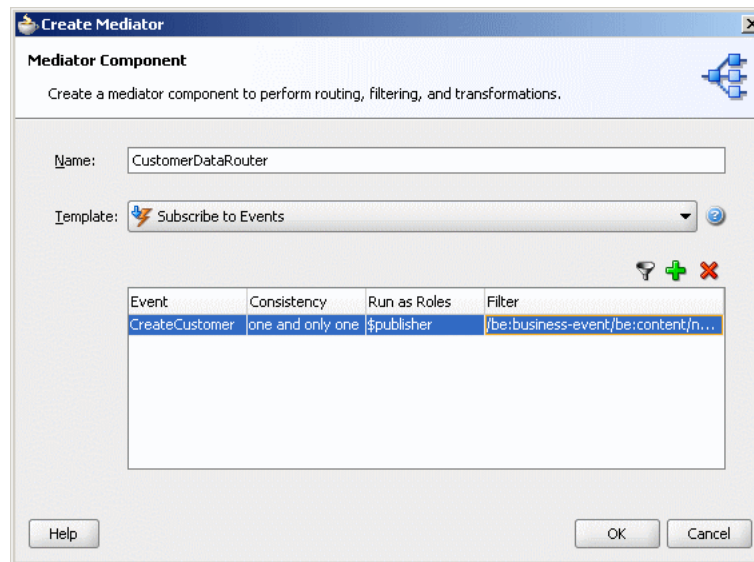 Create Mediator
Mediator Component
Create a mediator component to perform routing, filtering, and transformations.
Name: CustomerDataRouter
Template: Subscribe to Events
Event Consistency Run as Roles Filter
CreateCustomer one and only one $publisher /be:business-event/be:content/n...
Help OK Cancel